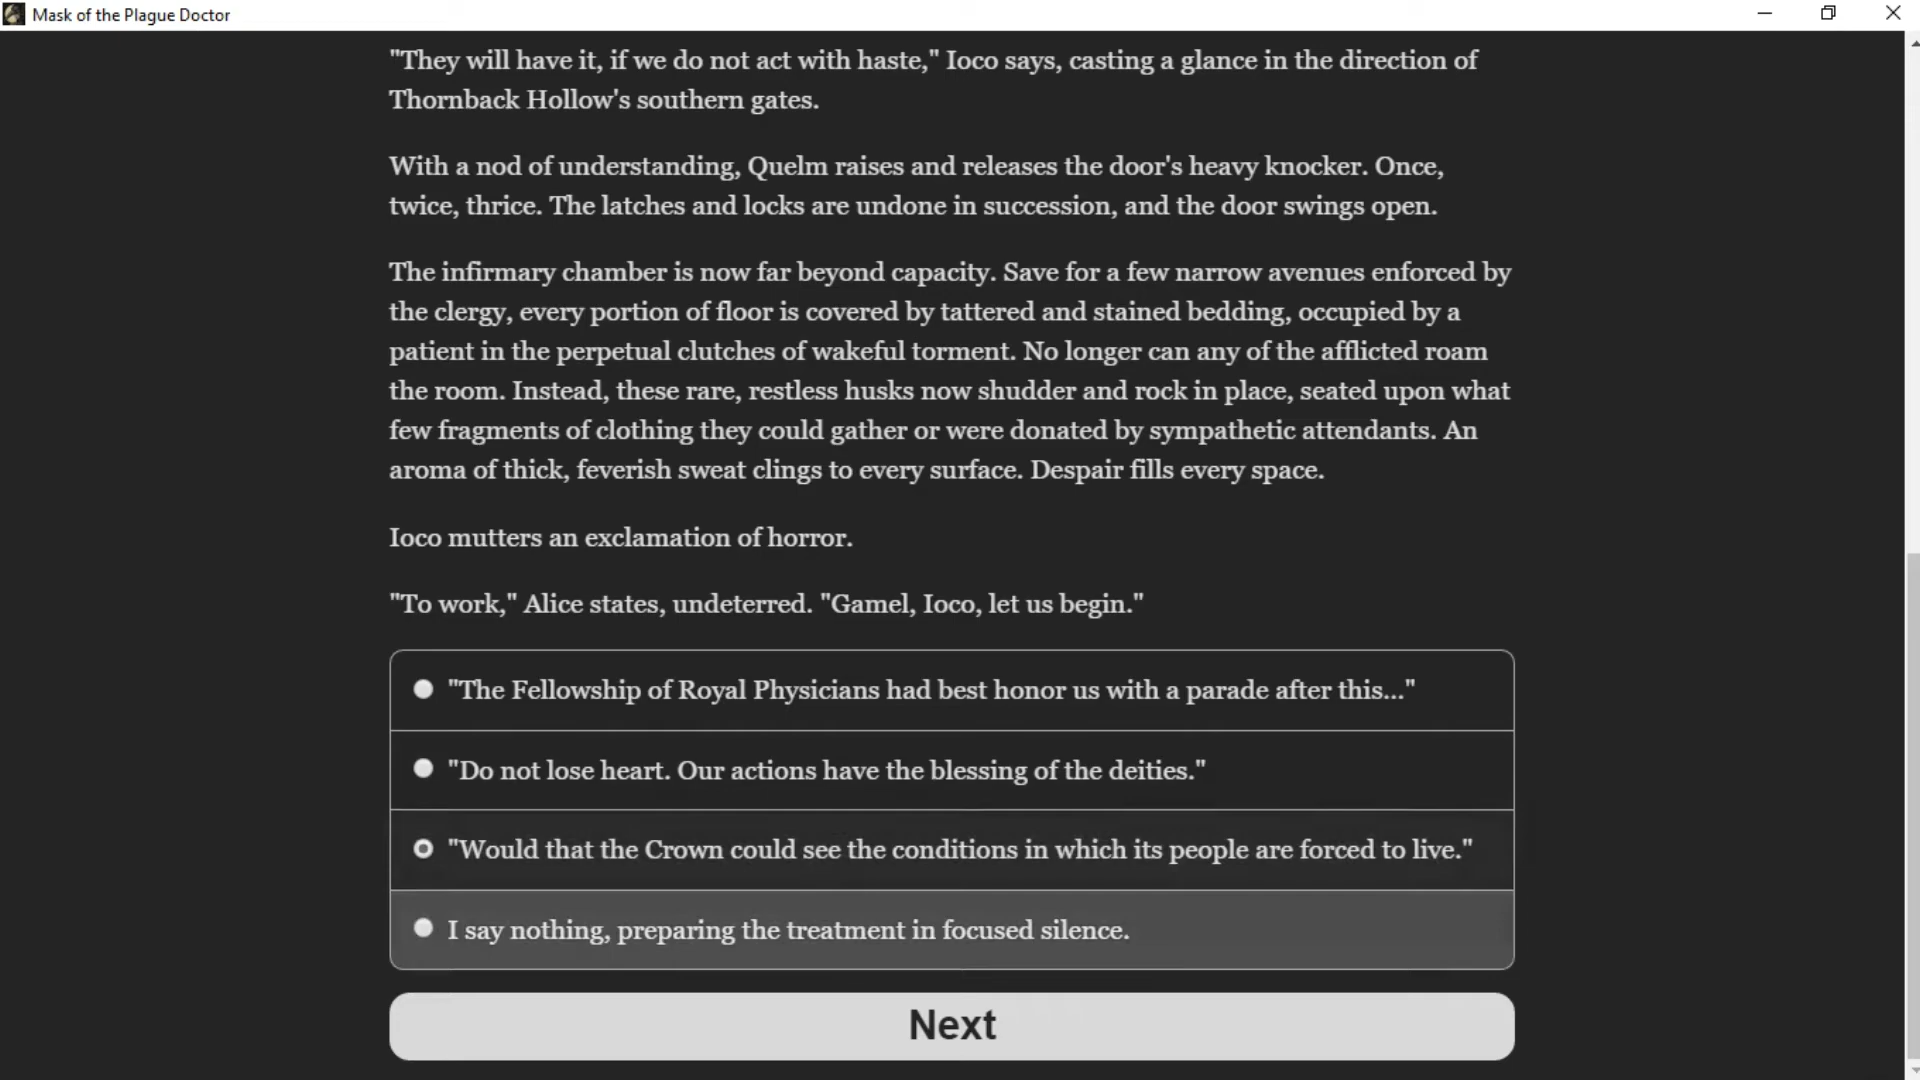 Mask of the Plague Doctor
"They will have it, if we do not act with haste," Ioco says, casting a glance in the direction of
Thornback Hollow's southern gates.
With a nod of understanding, Quelm raises and releases the door's heavy knocker. Once,
twice, thrice. The latches and locks are undone in succession, and the door swings open.
The infirmary chamber is now far beyond capacity. Save for a few narrow avenues enforced by
the clergy, every portion of floor is covered by tattered and stained bedding, occupied by a
patient in the perpetual clutches of wakeful torment. No longer can any of the afflicted roam
the room. Instead, these rare, restless husks now shudder and rock in place, seated upon what
few fragments of clothing they could gather or were donated by sympathetic attendants. An
aroma of thick, feverish sweat clings to every surface. Despair fills every space.
Ioco mutters an exclamation of horror.
"To work," Alice states, undeterred. "Gamel, Ioco, let us begin."
"The Fellowship of Royal Physicians had best honor us with a parade after this..."
"Do not lose heart. Our actions have the blessing of the deities."
"Would that the Crown could see the conditions in which its people are forced to live."
I say nothing, preparing the treatment in focused silence.
Next